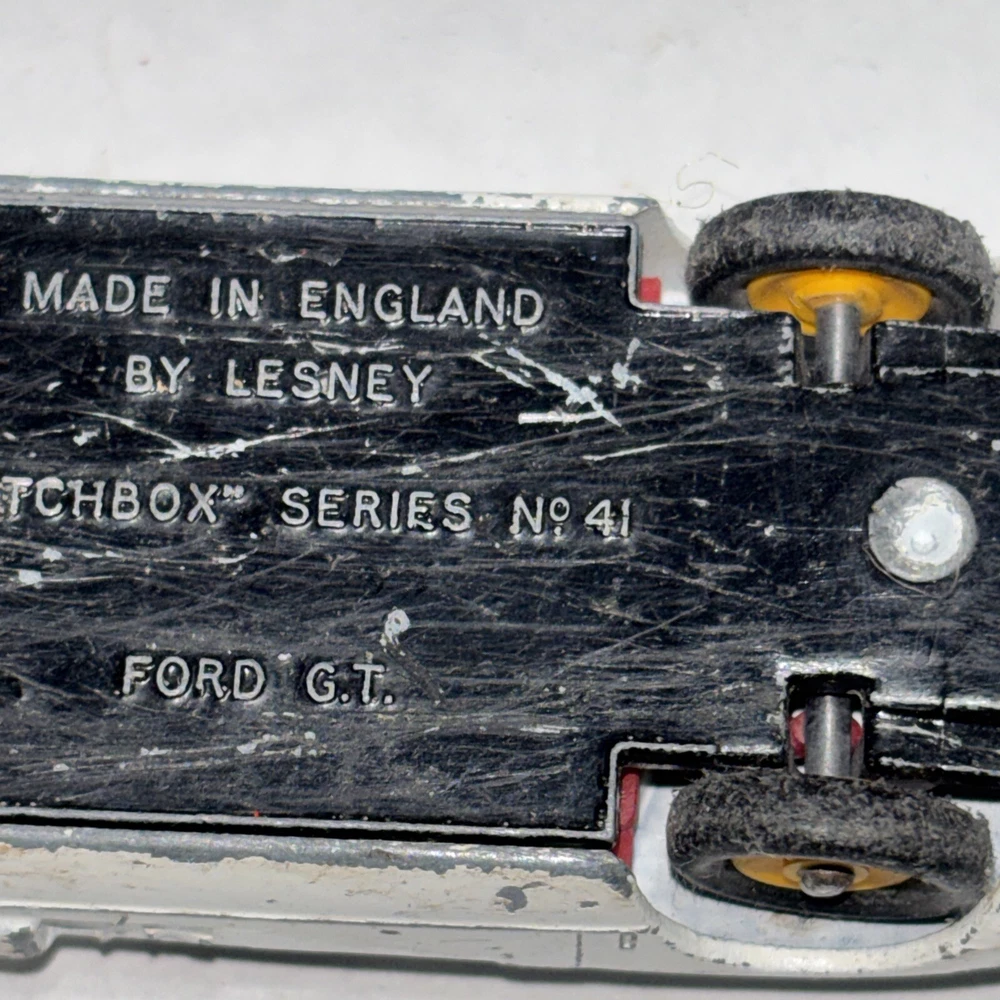 MADE IN ENGLAND
BY LESNEY
TCHBOX" SERIES Nº 41
FORD G.T.